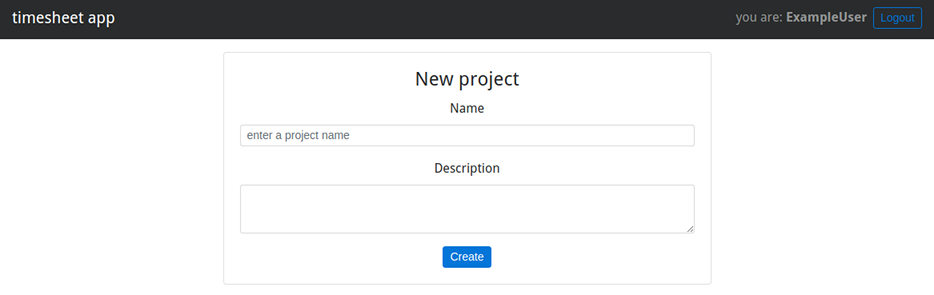 timesheet app you are: ExampleUser Logout
New project
Name
enter a project name
Description
Create